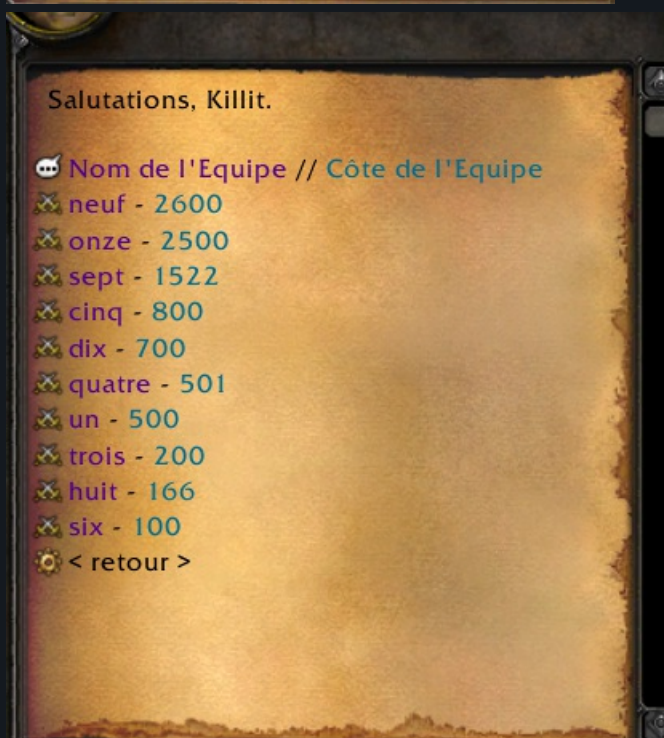 Salutations, Killit.
Nom de l'Equipe // Côte de l'Equipe
neuf - 2600
onze - 2500
sept - 1522
cinq - 800
dix - 700
quatre - 501
un - 500
trois - 200
huit - 166
six - 100
< retour >